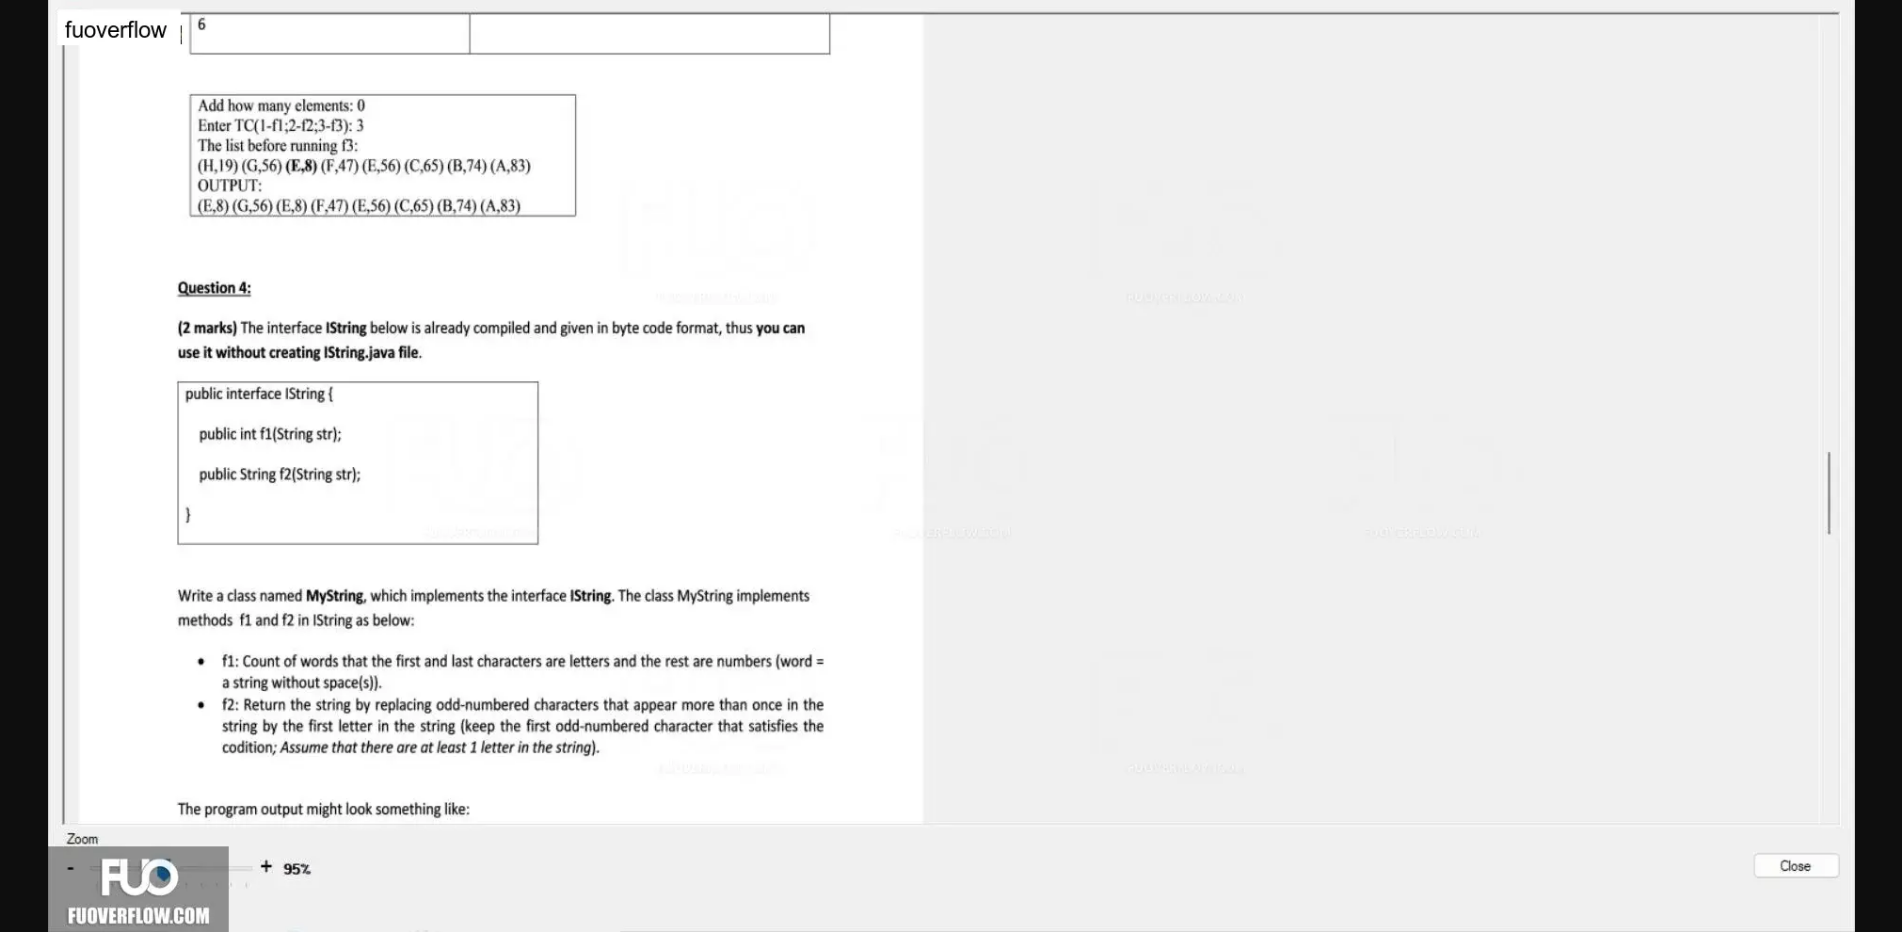 fuoverflow
6
Add how many elements: 0
Enter TC(1-f1;2-f2;3-f3): 3
The list before running f3:
(H,19) (G,56) (E,8) (F,47) (E,56) (C,65) (B,74) (A,83)
OUTPUT:
(E,8) (G,56) (E,8) (F,47) (E,56) (C,65) (B,74) (A,83)
Question 4:
(2 marks) The interface IString below is already compiled and given in byte code format, thus you can
use it without creating IString.java file.
public interface IString {
public int f1(String str);
public String f2(String str);
}
Write a class named MyString, which implements the interface IString. The class MyString implements
methods f1 and f2 in IString as below:
• f1: Count of words that the first and last characters are letters and the rest are numbers (word =
a string without space(s)).
• f2: Return the string by replacing odd-numbered characters that appear more than once in the
string by the first letter in the string (keep the first odd-numbered character that satisfies the
codition; Assume that there are at least 1 letter in the string).
The program output might look something like:
Zoom
- + 95%
Close
FUO
FUOVERFLOW.COM